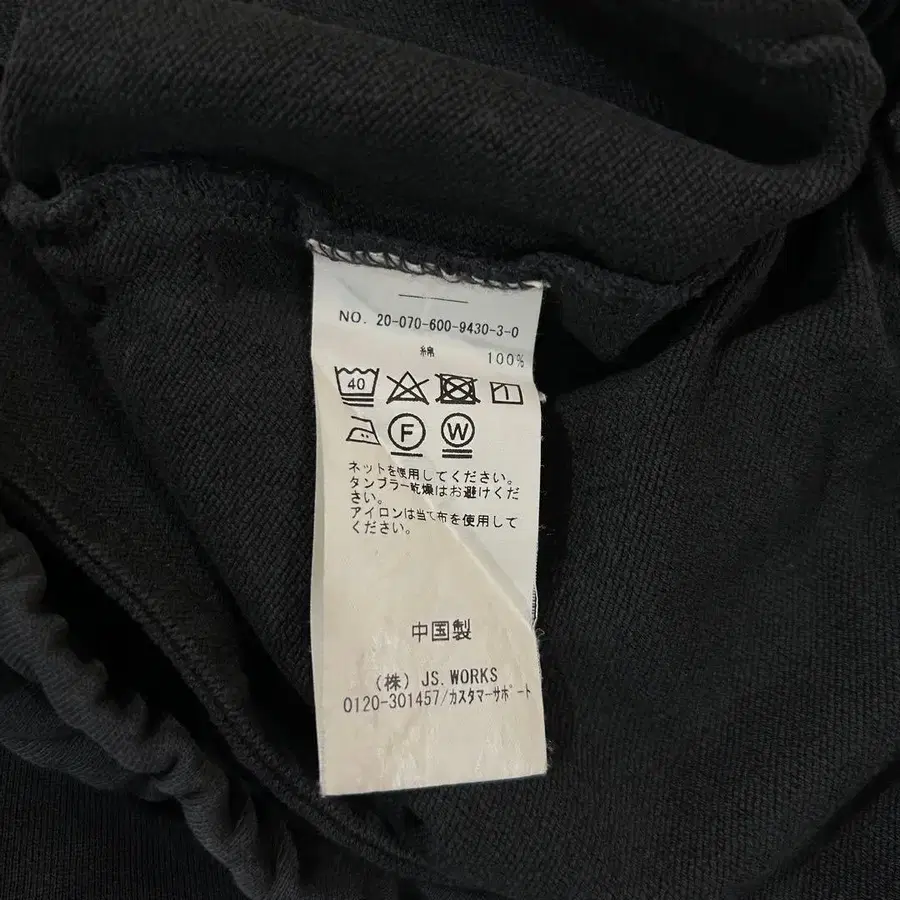 NO. 20-070-600-9430-3-0
綿 100%
40
F W
ネットを使用してください。
タンブラー乾燥はお避けくだ
さい。
アイロンは当て布を使用して
ください。
中国製
(株) JS.WORKS
0120-301457/カスタマーサポート